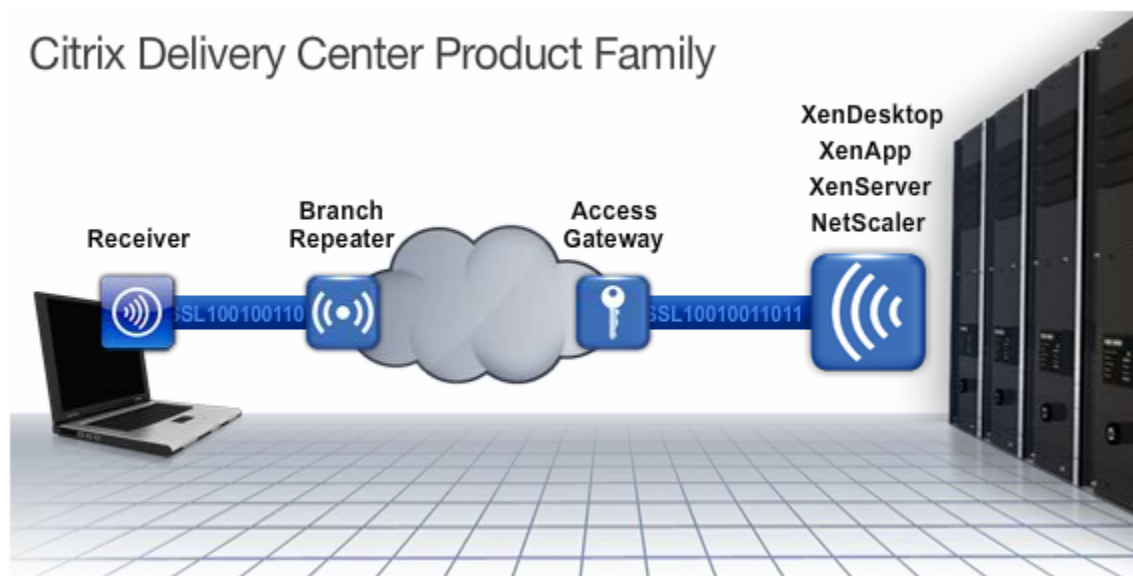 Citrix Delivery Center Product Family
XenDesktop
XenApp
XenServer
NetScaler
Branch
Repeater
Access
Gateway
Receiver
SSL100100110
SSL10010011011